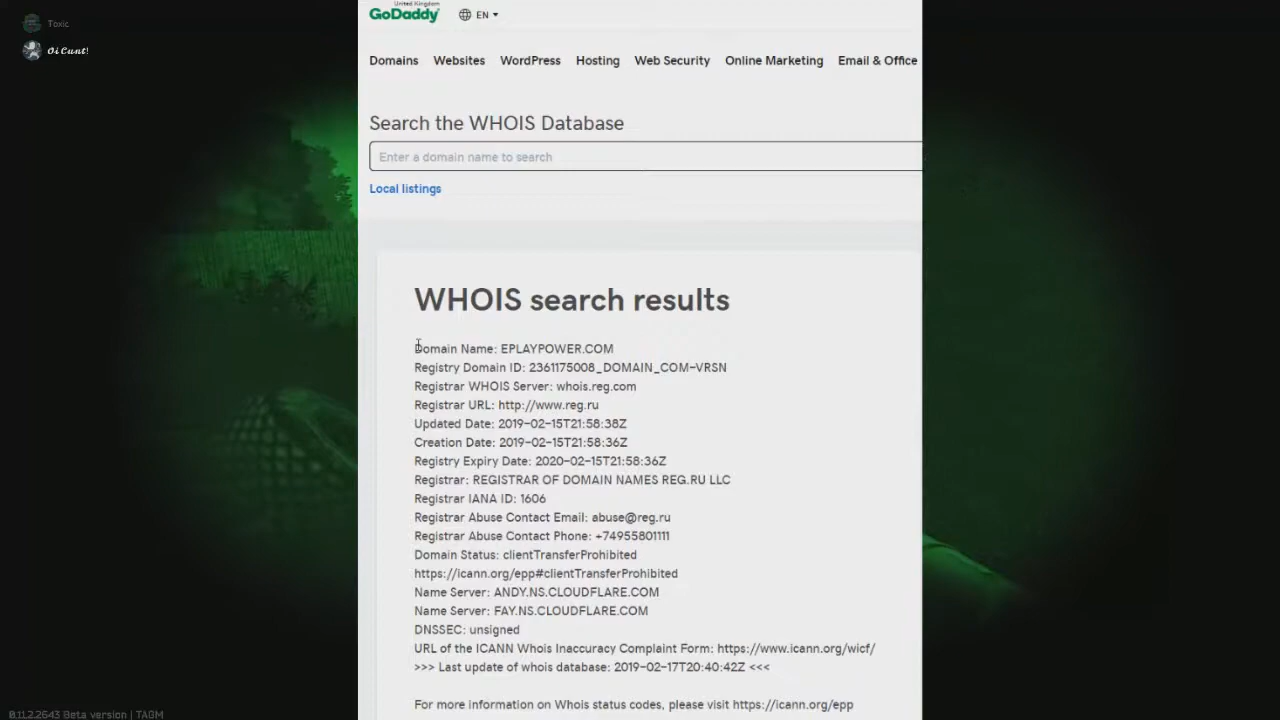 Toxic
Oi Cunt!
United Kingdom
GoDaddy
EN
Domains Websites WordPress Hosting Web Security Online Marketing Email & Office
Search the WHOIS Database
Enter a domain name to search
Local listings
WHOIS search results
Domain Name: EPLAYPOWER.COM
Registry Domain ID: 2361175008_DOMAIN_COM-VRSN
Registrar WHOIS Server: whois.reg.com
Registrar URL: http://www.reg.ru
Updated Date: 2019-02-15T21:58:38Z
Creation Date: 2019-02-15T21:58:36Z
Registry Expiry Date: 2020-02-15T21:58:36Z
Registrar: REGISTRAR OF DOMAIN NAMES REG.RU LLC
Registrar IANA ID: 1606
Registrar Abuse Contact Email: abuse@reg.ru
Registrar Abuse Contact Phone: +74955801111
Domain Status: clientTransferProhibited
https://icann.org/epp#clientTransferProhibited
Name Server: ANDY.NS.CLOUDFLARE.COM
Name Server: FAY.NS.CLOUDFLARE.COM
DNSSEC: unsigned
URL of the ICANN Whois Inaccuracy Complaint Form: https://www.icann.org/wicf/
>>> Last update of whois database: 2019-02-17T20:40:42Z <<<
For more information on Whois status codes, please visit https://icann.org/epp
0.11.2.2643 Beta version | TAGM